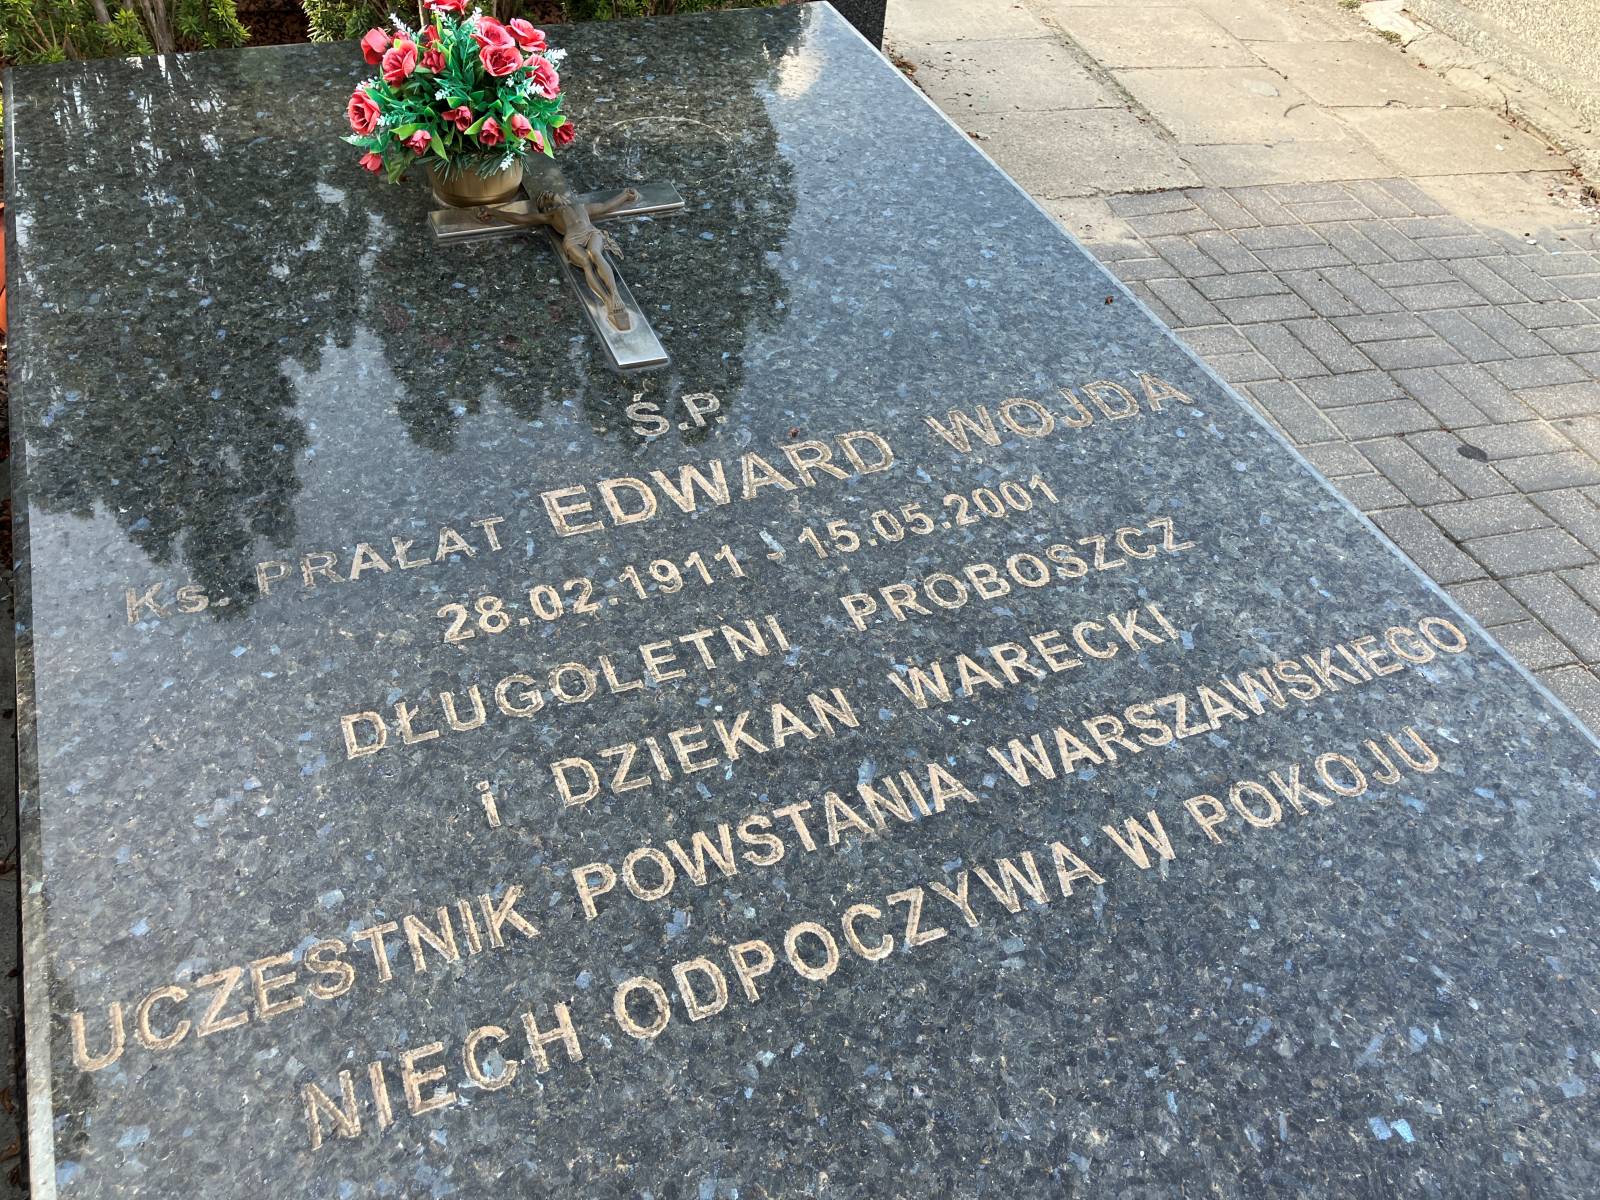 Ś.P.
Ks. PRAŁAT EDWARD WOJDA
28.02.1911 - 15.05.2001
DŁUGOLETNI PROBOSZCZ
i DZIEKAN WARECKI
UCZESTNIK POWSTANIA WARSZAWSKIEGO
NIECH ODPOCZYWA W POKOJU